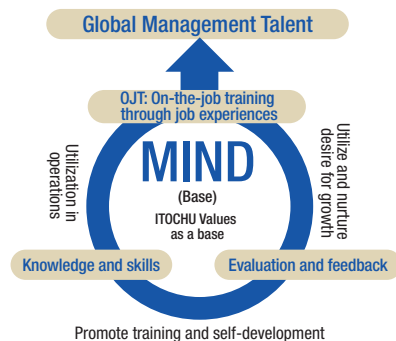 Global Management Talent
OJT: On-the-job training
through job experiences
Utilization in
operations
MIND
(Base)
ITOCHU Values
as a base
Utilize and nurture
desire for growth
Knowledge and skills
Evaluation and feedback
Promote training and self-development